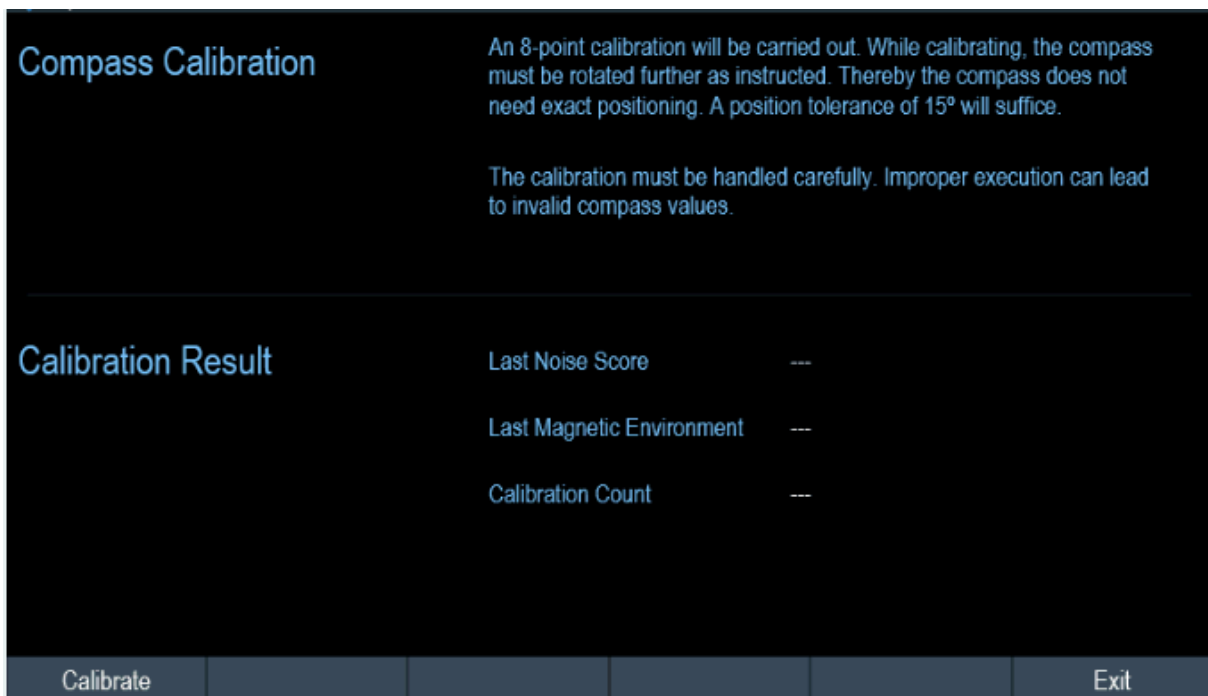 Compass Calibration
An 8-point calibration will be carried out. While calibrating, the compass
must be rotated further as instructed. Thereby the compass does not
need exact positioning. A position tolerance of 15º will suffice.
The calibration must be handled carefully. Improper execution can lead
to invalid compass values.
Calibration Result
Last Noise Score ---
Last Magnetic Environment ---
Calibration Count ---
Calibrate Exit